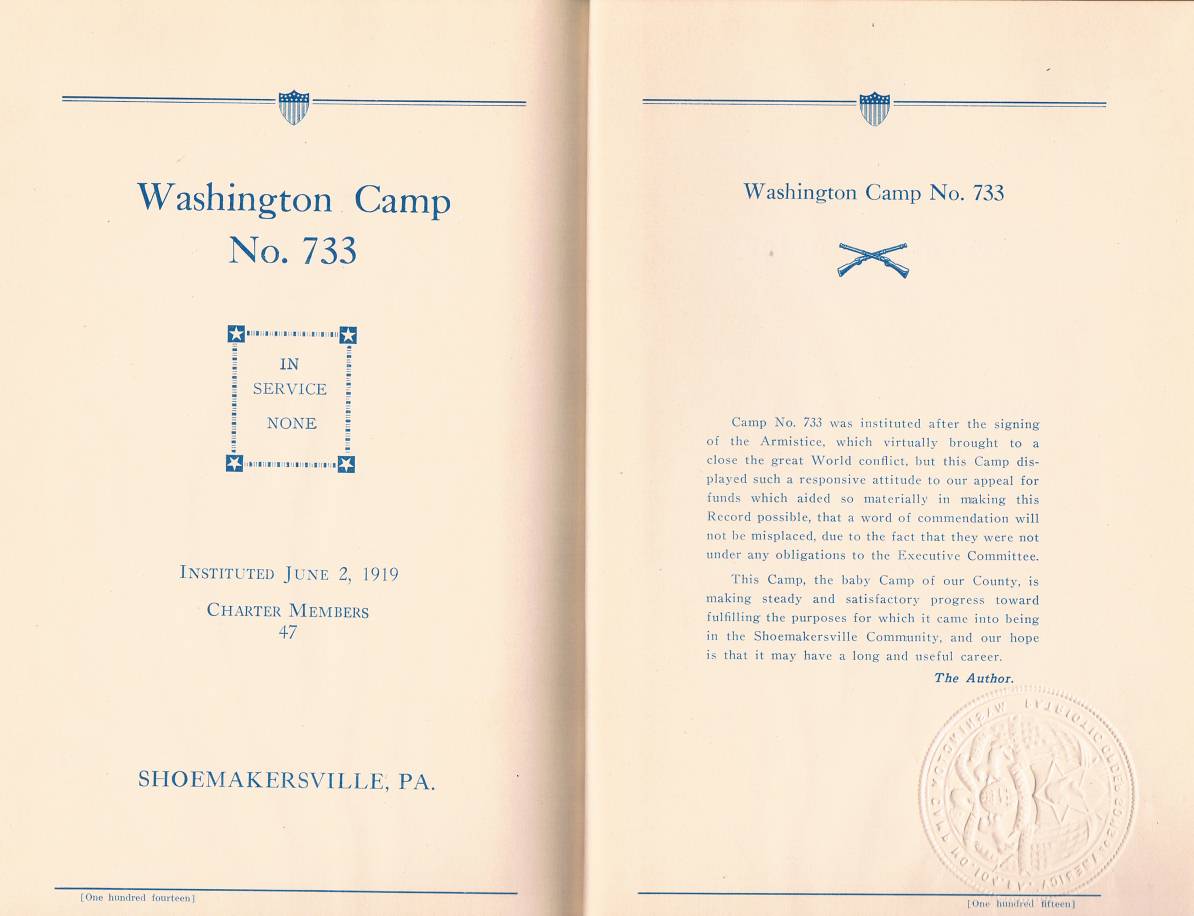 Washington Camp
No. 733
IN
SERVICE
NONE
INSTITUTED JUNE 2, 1919
CHARTER MEMBERS
47
SHOEMAKERSVILLE, PA.
[One hundred fourteen]
Washington Camp No. 733
Camp No. 733 was instituted after the signing
of the Armistice, which virtually brought to a
close the great World conflict, but this Camp dis-
played such a responsive attitude to our appeal for
funds which aided so materially in making this
Record possible, that a word of commendation will
not be misplaced, due to the fact that they were not
under any obligations to the Executive Committee.
This Camp, the baby Camp of our County, is
making steady and satisfactory progress toward
fulfilling the purposes for which it came into being
in the Shoemakersville Community, and our hope
is that it may have a long and useful career.
The Author.
[One hundred fifteen]